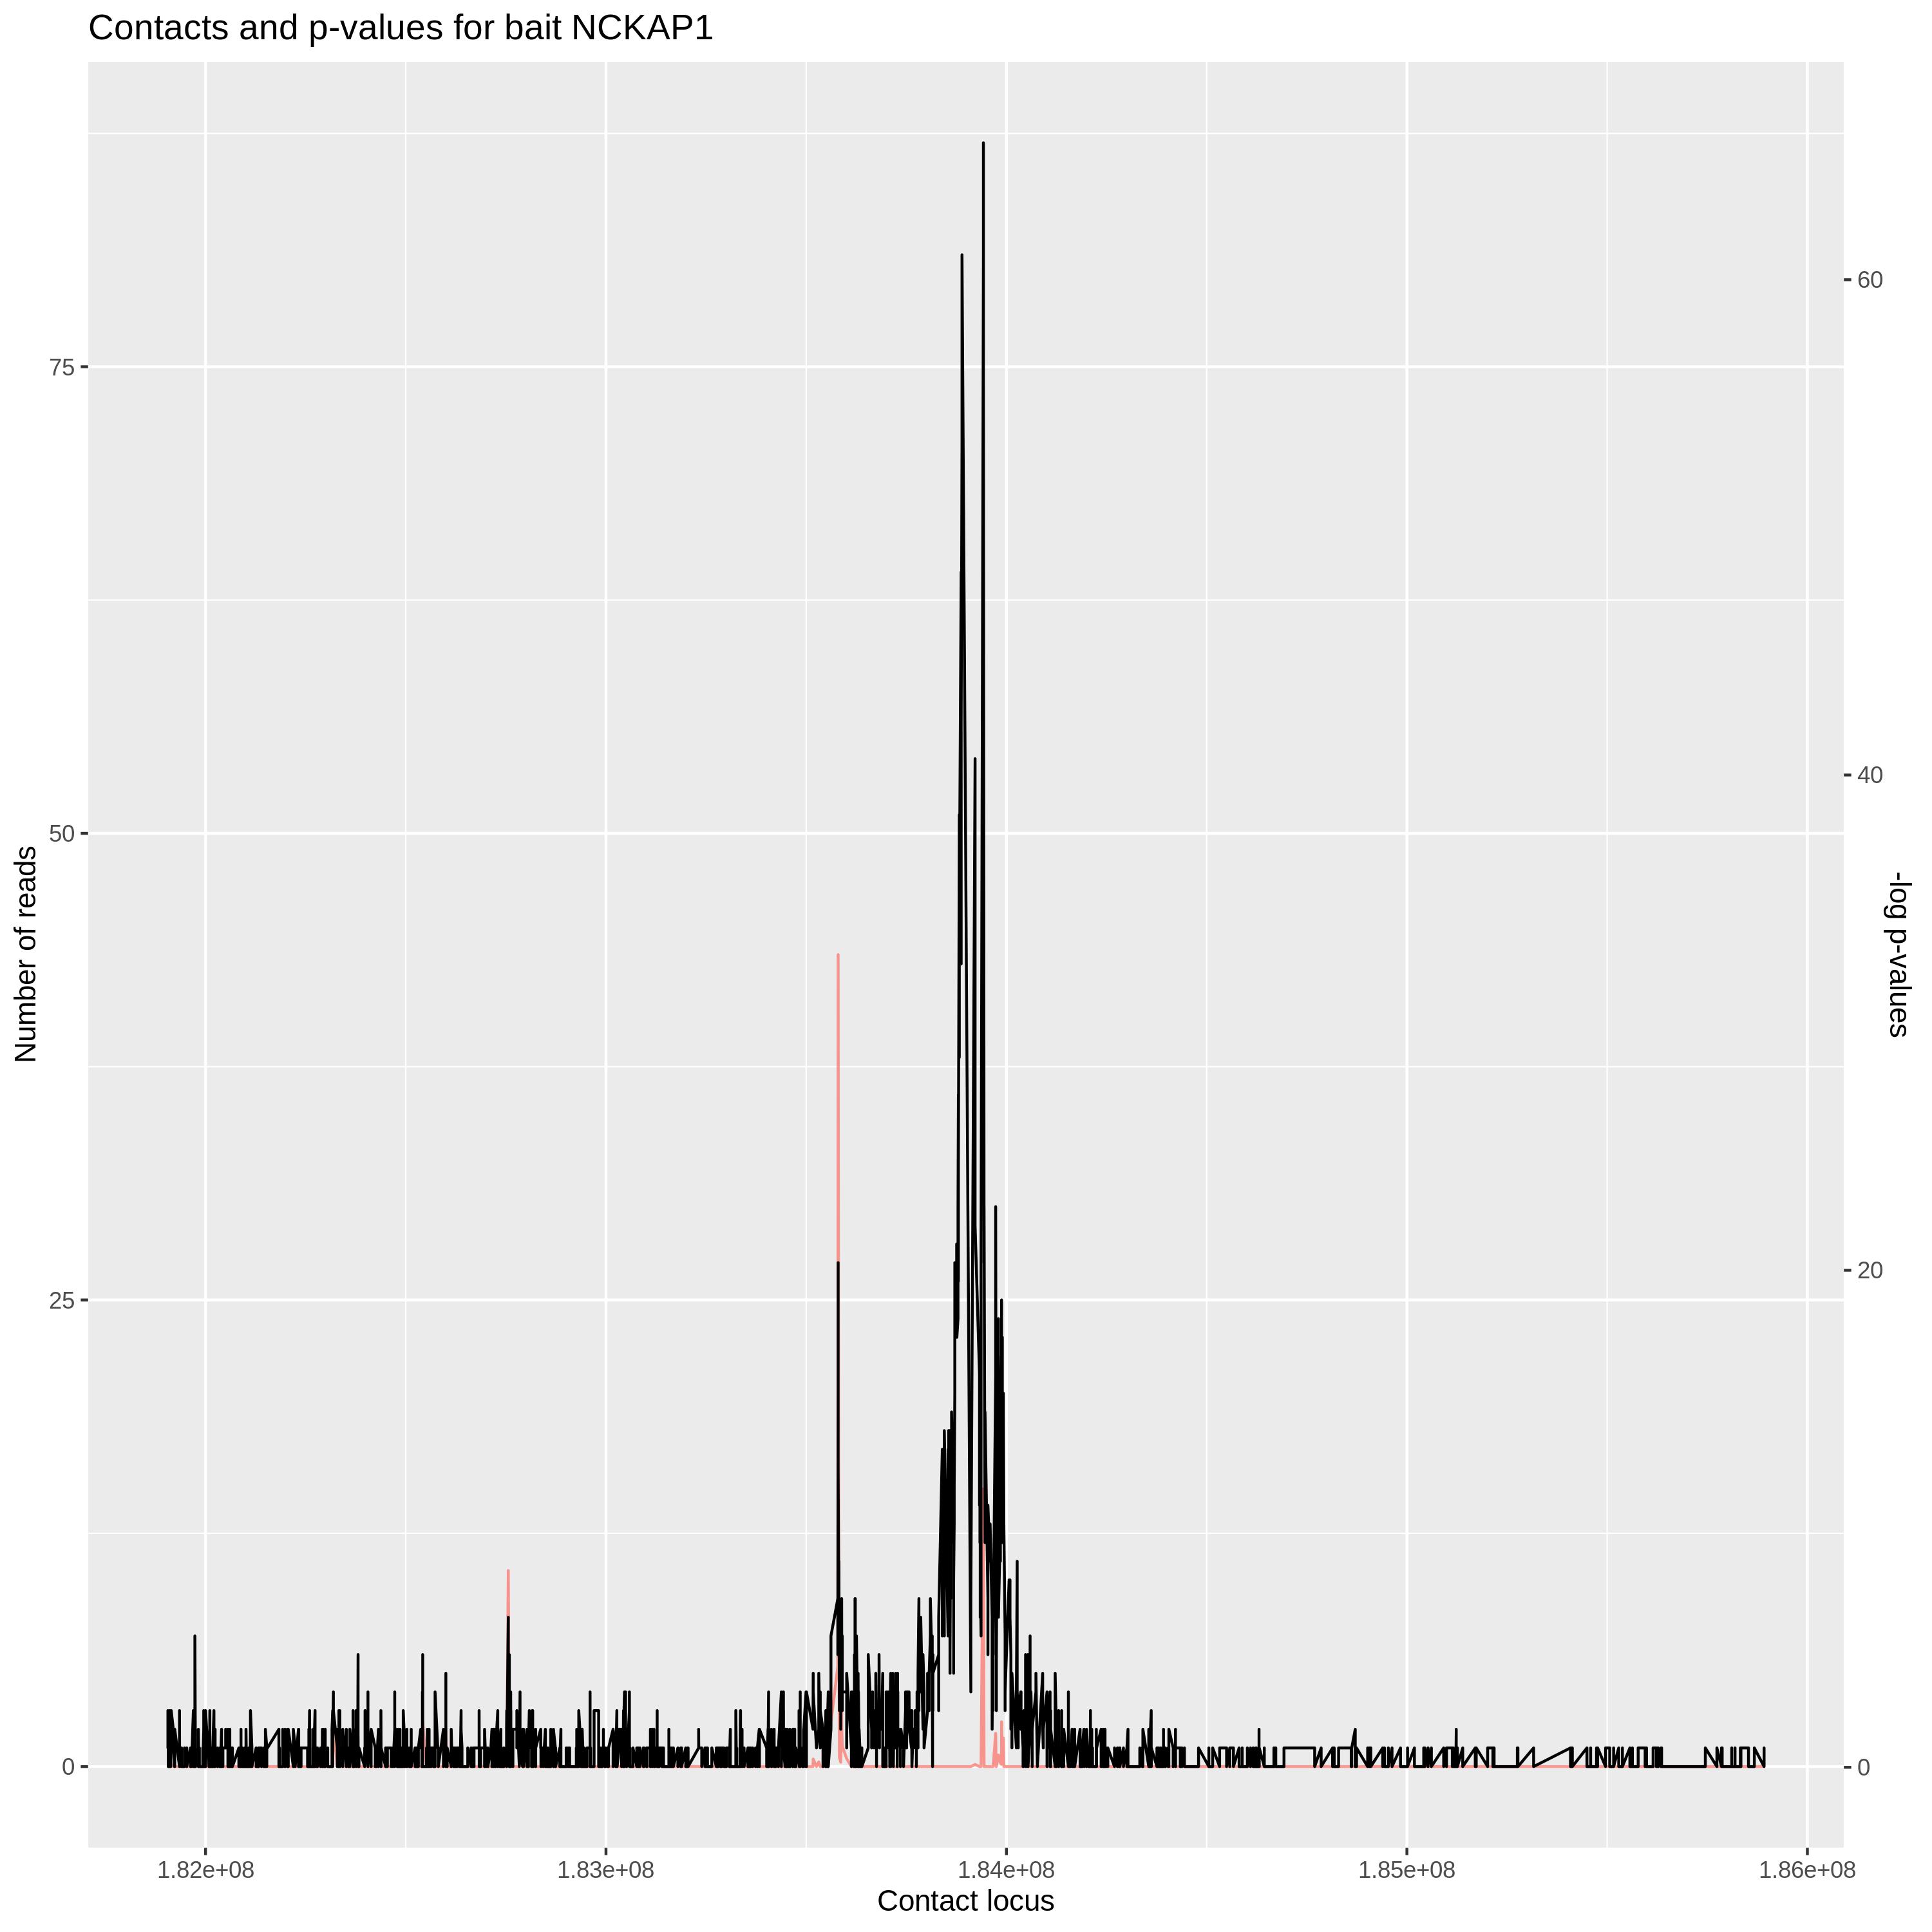 Contacts and p-values for bait NCKAP1
75
50
25
0
60
40
20
0
Number of reads
-log p-values
1.82e+08 1.83e+08 1.84e+08 1.85e+08 1.86e+08
Contact locus